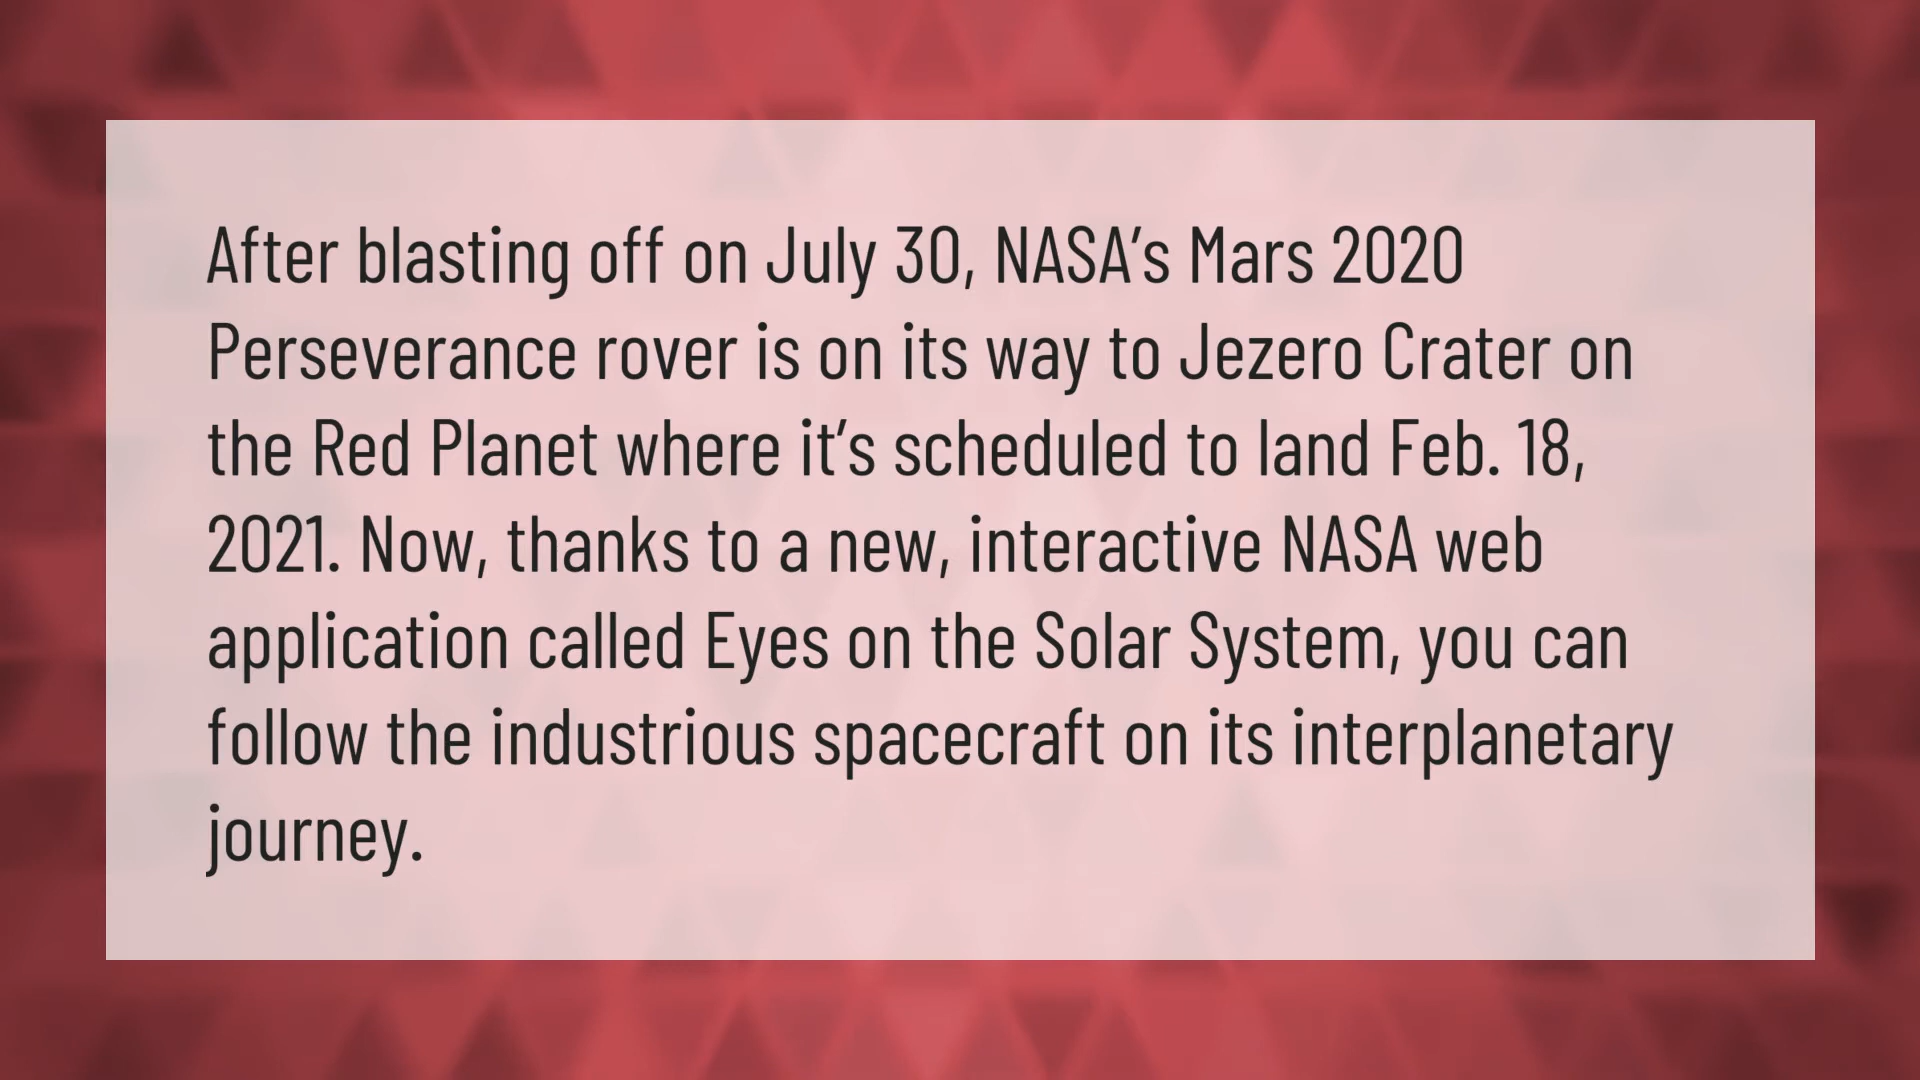 After blasting off on July 30, NASA’s Mars 2020
Perseverance rover is on its way to Jezero Crater on
the Red Planet where it’s scheduled to land Feb. 18,
2021. Now, thanks to a new, interactive NASA web
application called Eyes on the Solar System, you can
follow the industrious spacecraft on its interplanetary
journey.